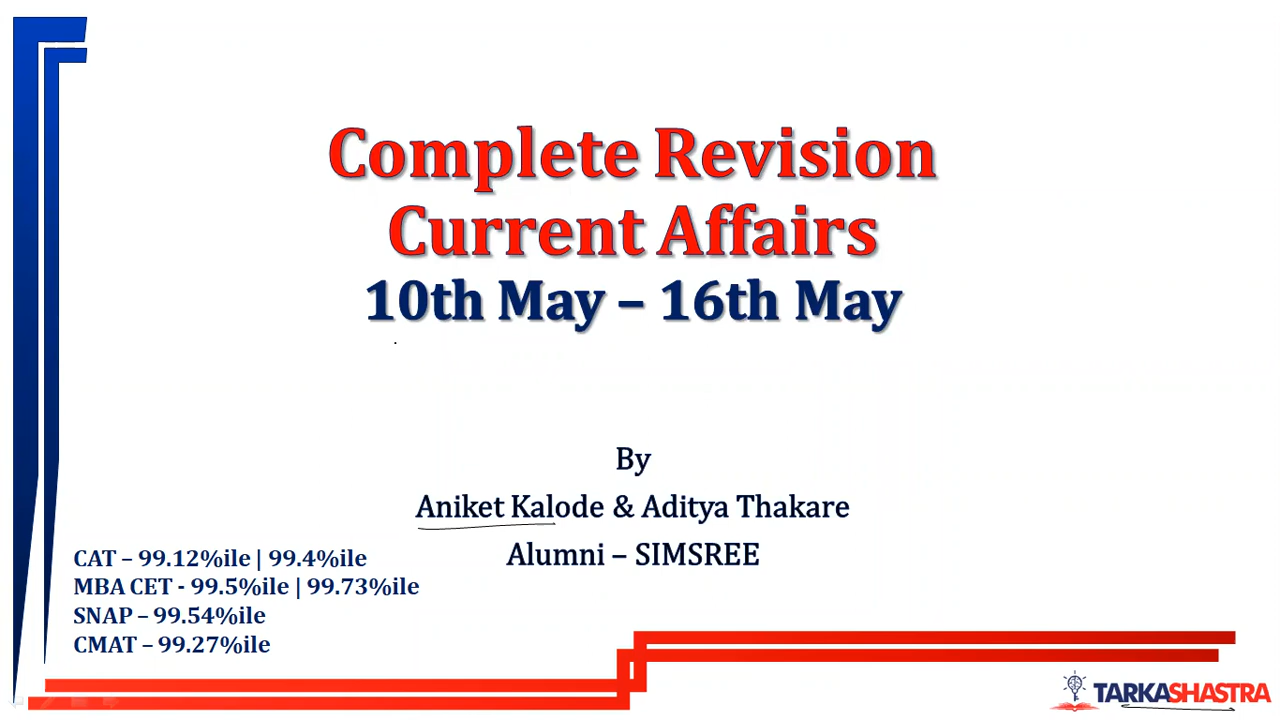 Complete Revision
Current Affairs
10th May – 16th May
By
Aniket Kalode & Aditya Thakare
Alumni – SIMSREE
CAT – 99.12%ile | 99.4%ile
MBA CET - 99.5%ile | 99.73%ile
SNAP – 99.54%ile
CMAT – 99.27%ile
TARKASHASTRA